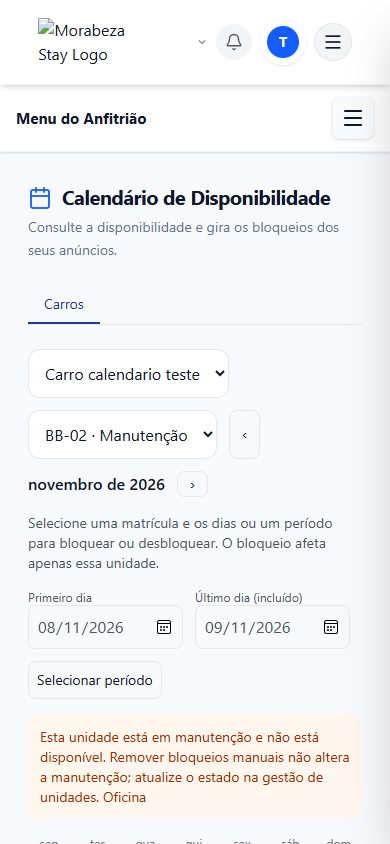 Morabeza
Stay Logo
T
Menu do Anfitrião
Calendário de Disponibilidade
Consulte a disponibilidade e gira os bloqueios dos
seus anúncios.
Carros
Carro calendario teste
BB-02 · Manutenção
‹
novembro de 2026
›
Selecione uma matrícula e os dias ou um período
para bloquear ou desbloquear. O bloqueio afeta
apenas essa unidade.
Primeiro dia
Último dia (incluído)
08/11/2026
09/11/2026
Selecionar período
Esta unidade está em manutenção e não está
disponível. Remover bloqueios manuais não altera
a manutenção; atualize o estado na gestão de
unidades. Oficina
seg. ter. qua. qui. sex. sáb. dom.